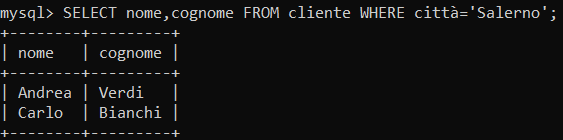 mysql> SELECT nome,cognome FROM cliente WHERE città='Salerno';
+--------+---------+
| nome   | cognome |
+--------+---------+
| Andrea | Verdi   |
| Carlo  | Bianchi |
+--------+---------+